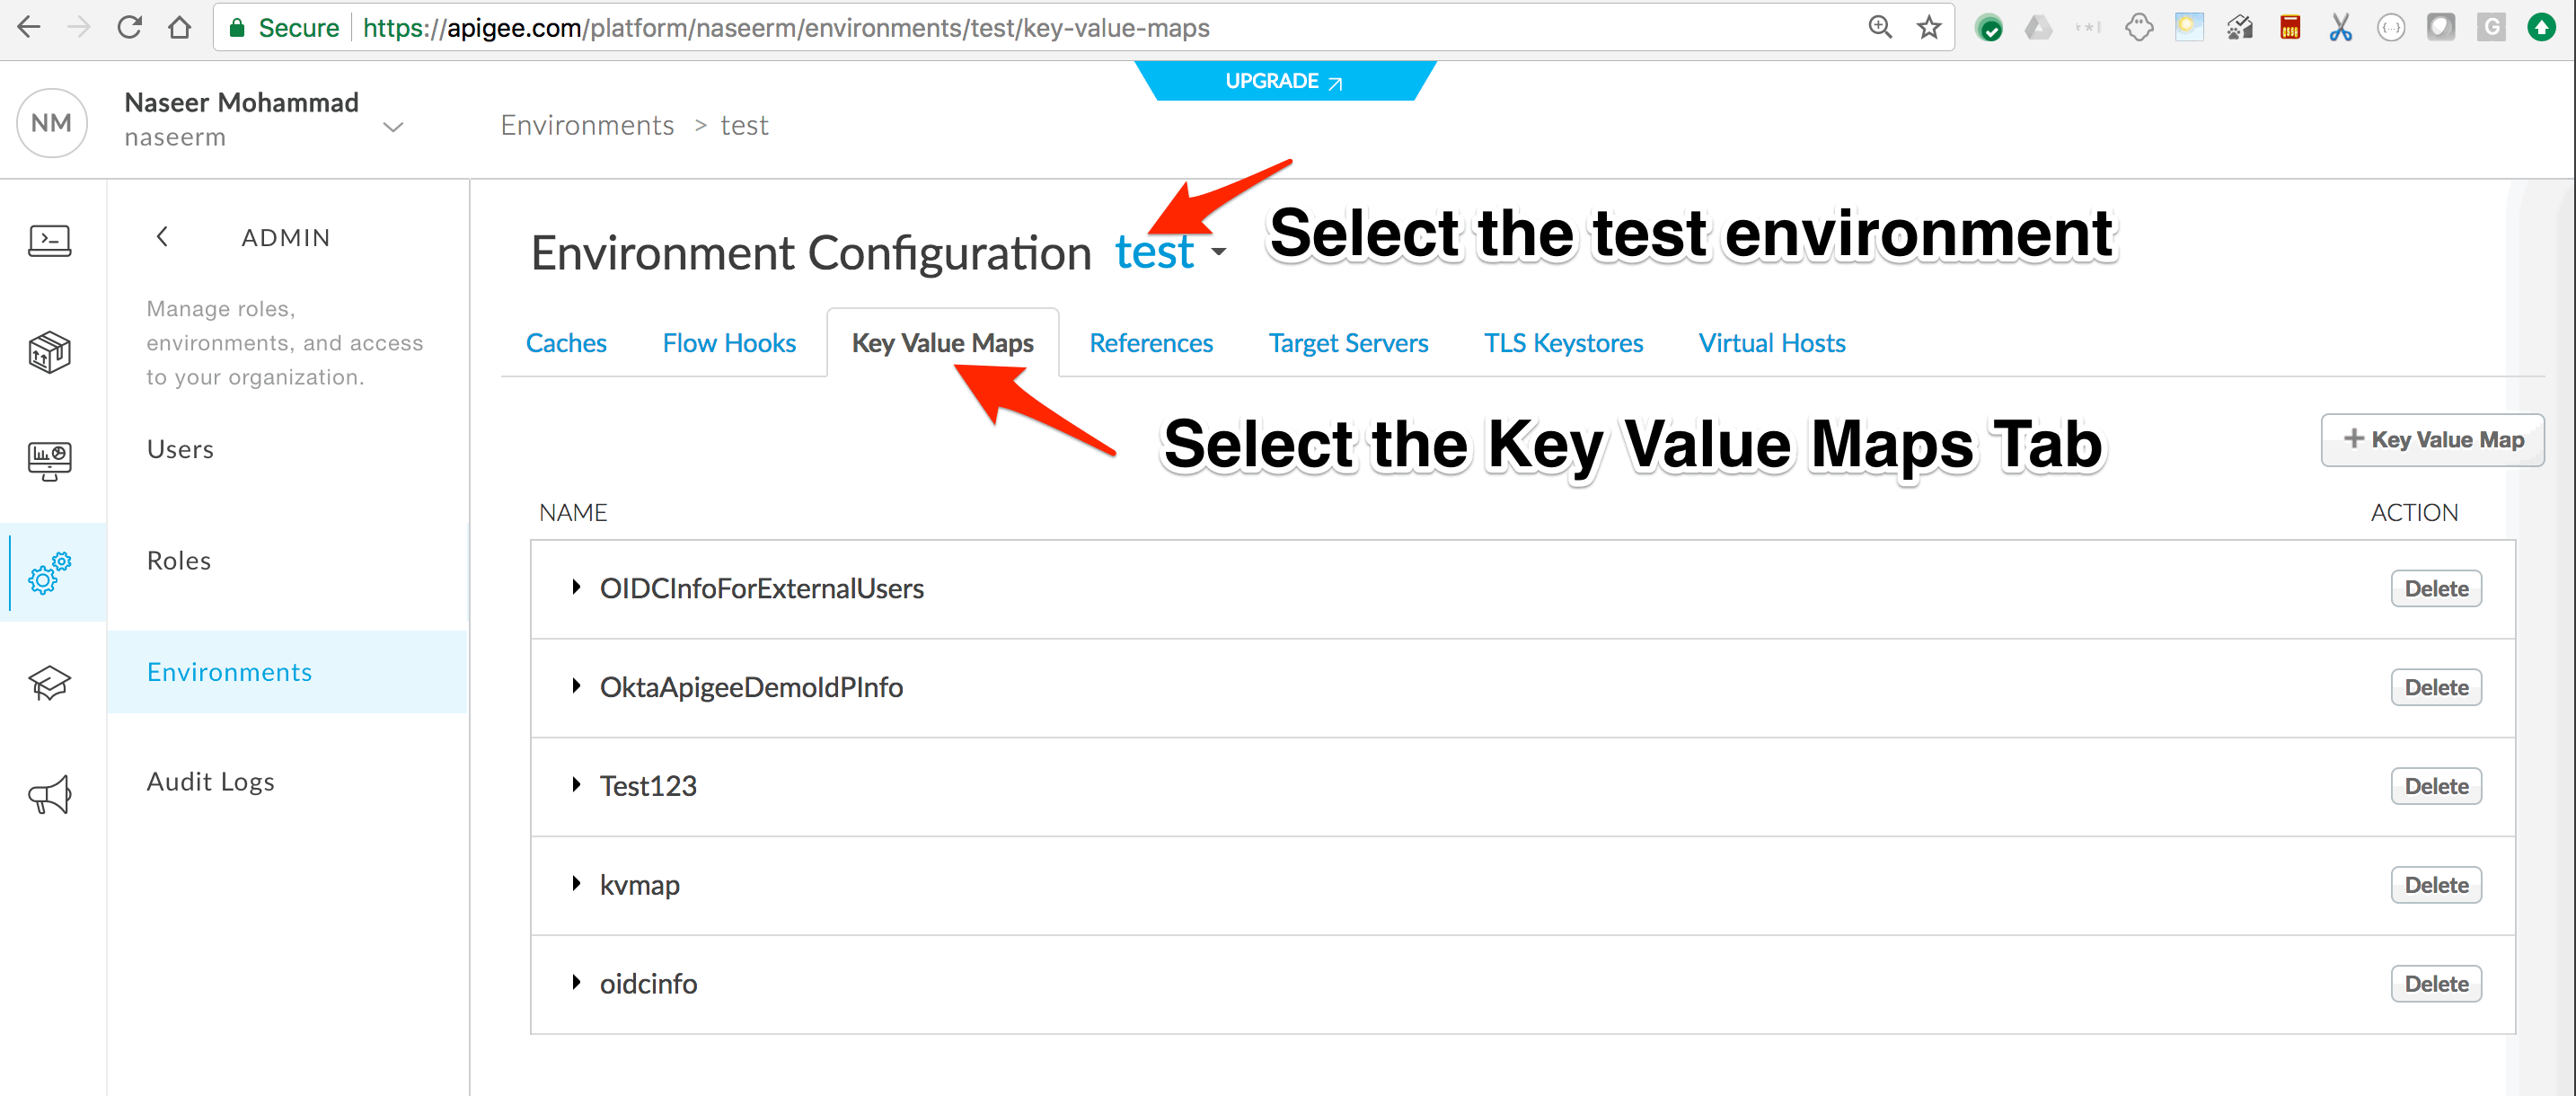 Secure https://apigee.com/platform/naseerm/environments/test/key-value-maps
G
UPGRADE
NM
Naseer Mohammad
naseerm
Environments > test
ADMIN
Manage roles,
environments, and access
to your organization.
Users
Roles
Environments
Audit Logs
Environment Configuration test
Select the test environment
Caches Flow Hooks Key Value Maps References Target Servers TLS Keystores Virtual Hosts
Select the Key Value Maps Tab
+ Key Value Map
NAME ACTION
OIDCInfoForExternalUsers Delete
OktaApigeeDemoIdPInfo Delete
Test123 Delete
kvmap Delete
oidcinfo Delete